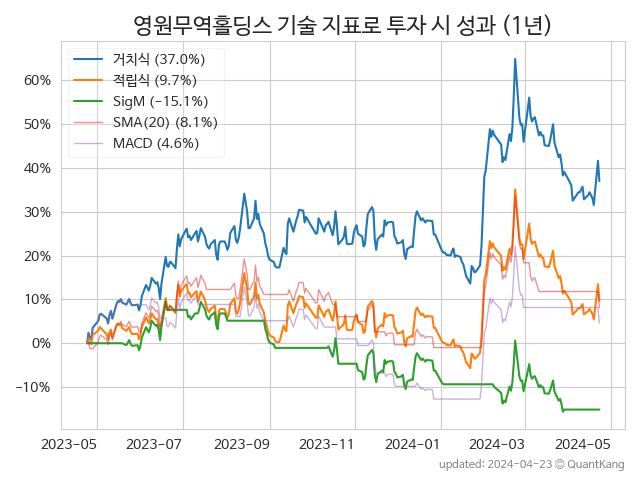 영원무역홀딩스 기술 지표로 투자 시 성과 (1년)
거치식 (37.0%)
적립식 (9.7%)
SigM (−15.1%)
SMA(20) (8.1%)
MACD (4.6%)
60%
50%
40%
30%
20%
10%
0%
−10%
2023-05 2023-07 2023-09 2023-11 2024-01 2024-03 2024-05
updated: 2024-04-23 ⓒ QuantKang